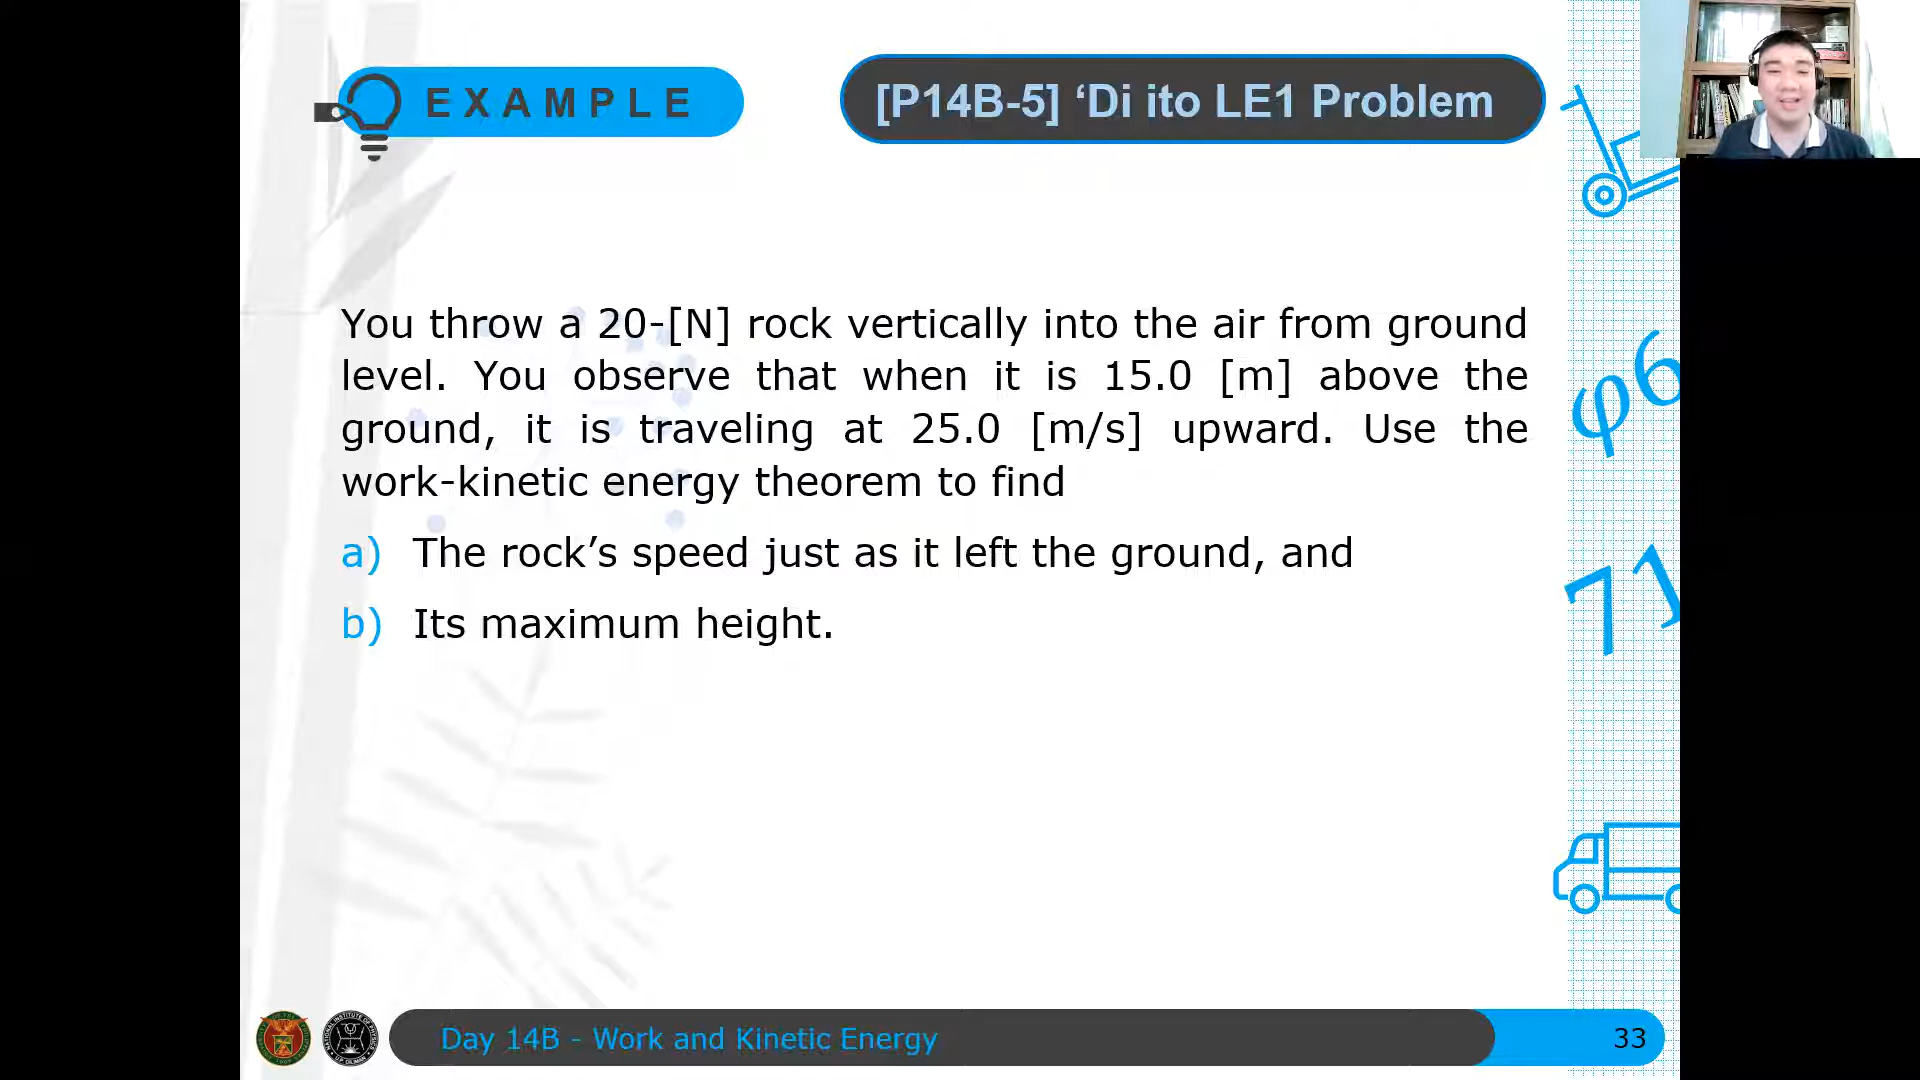 EXAMPLE
[P14B-5] ‘Di ito LE1 Problem
You throw a 20-[N] rock vertically into the air from ground
level. You observe that when it is 15.0 [m] above the
ground, it is traveling at 25.0 [m/s] upward. Use the
work-kinetic energy theorem to find
a) The rock’s speed just as it left the ground, and
b) Its maximum height.
φ6
71
Day 14B - Work and Kinetic Energy
33